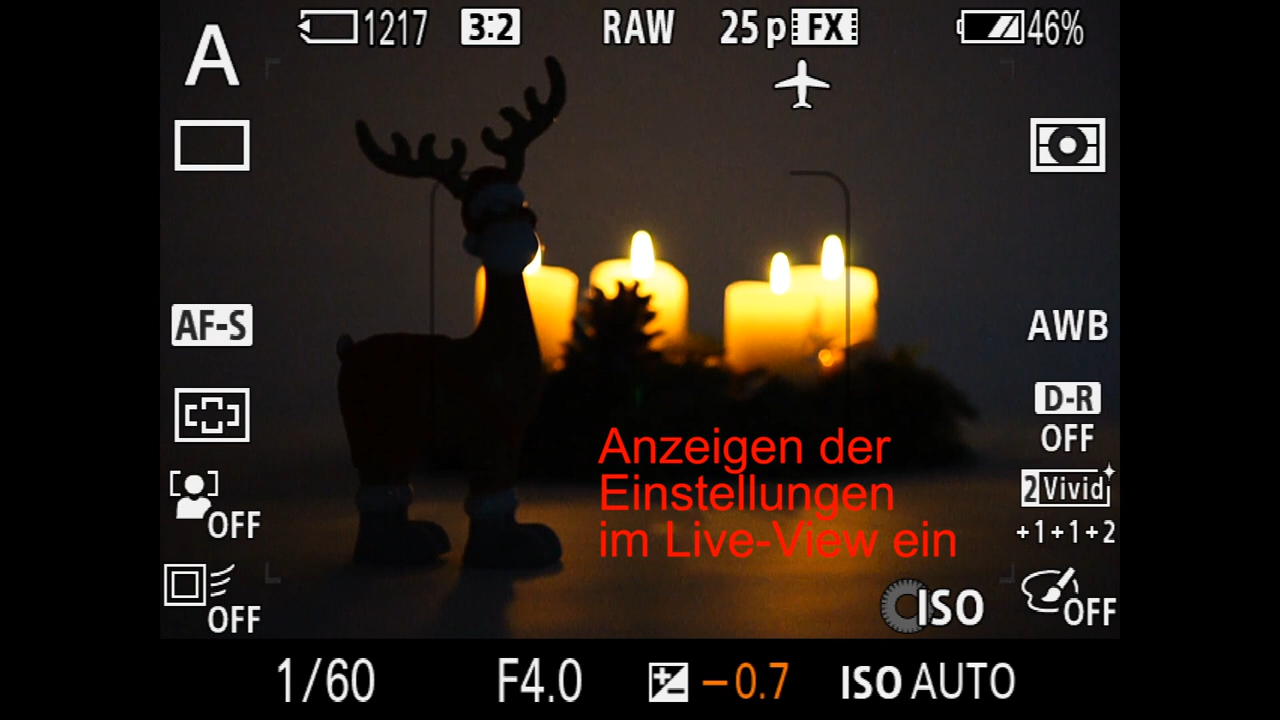 A
1217
3:2
RAW
25p FX
46%
AF-S
AWB
D-R
OFF
2 Vivid
+1+1+2
OFF
Anzeigen der
Einstellungen
im Live-View ein
OFF
ISO
OFF
1/60 F4.0 −0.7 ISO AUTO